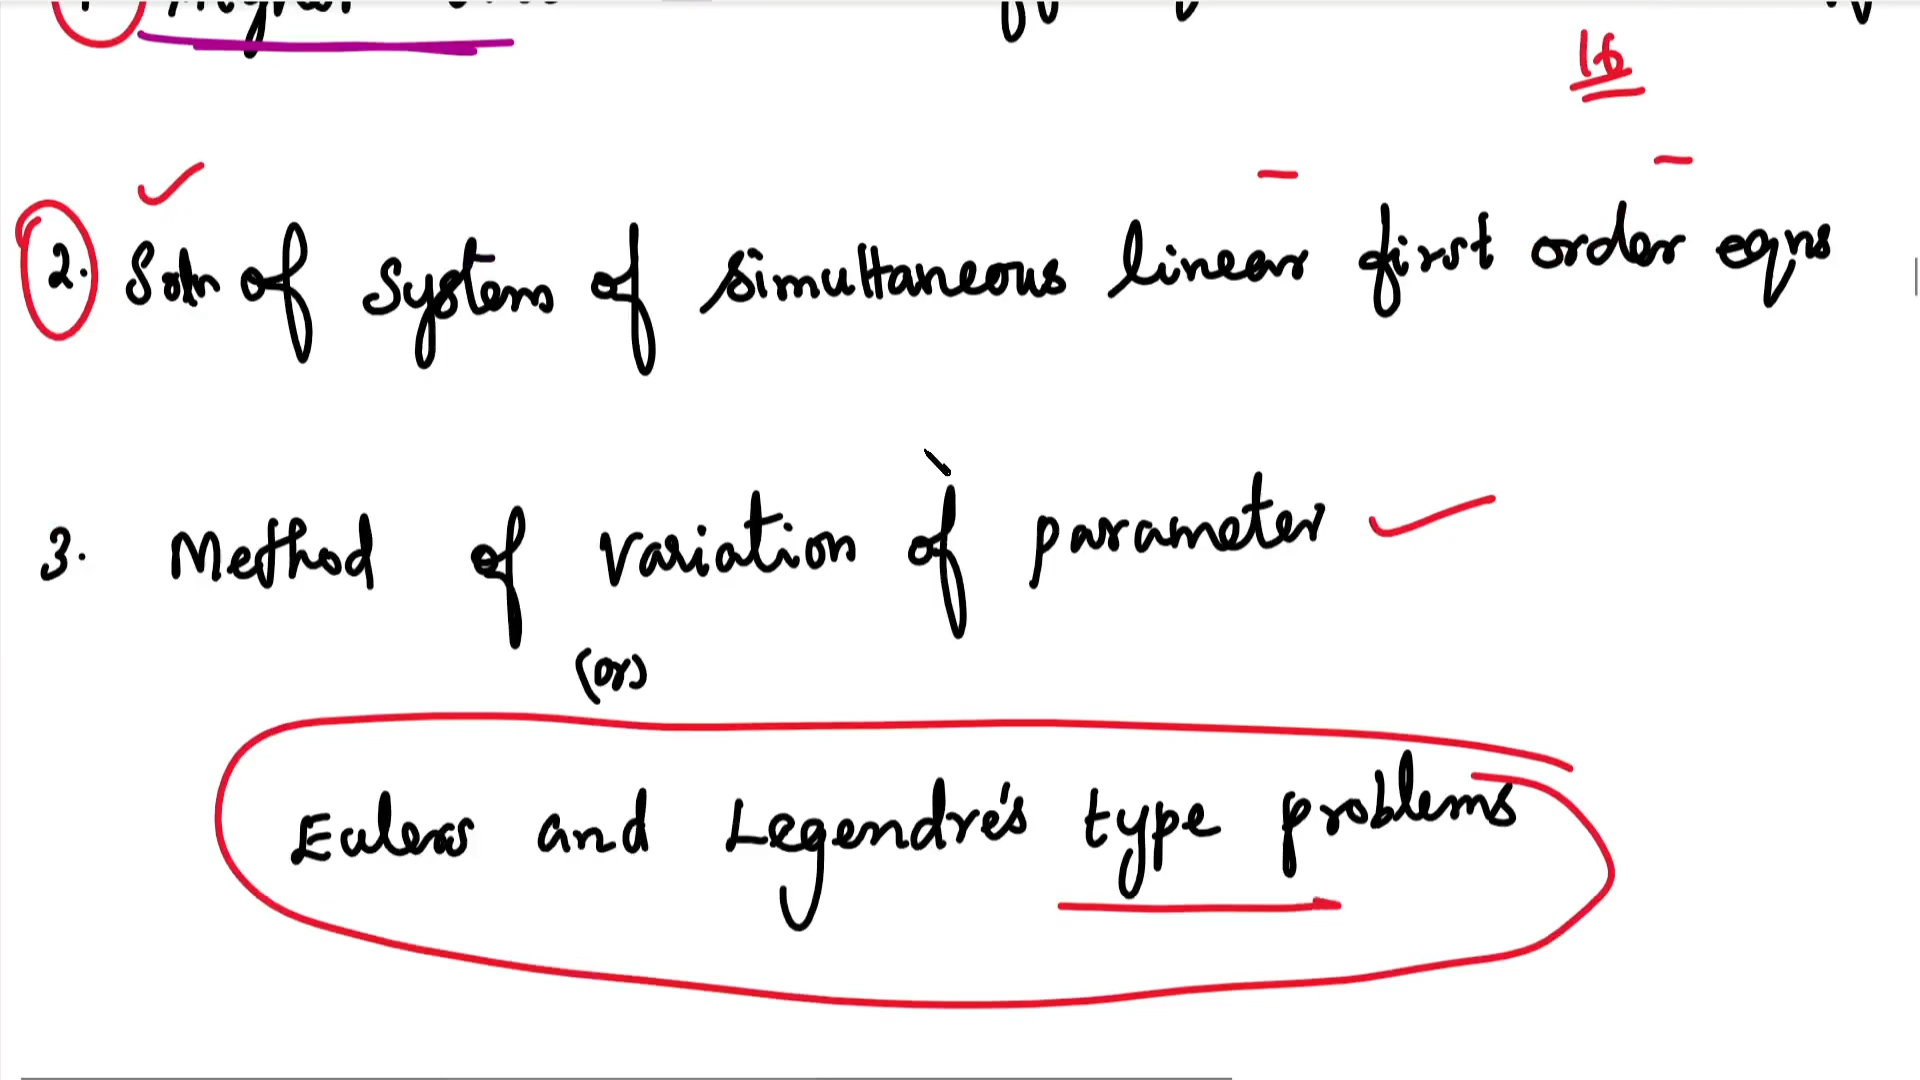 16
2. Soln of System of simultaneous linear first order eqns
3. Method of Variation of parameter
(or)
Eulers and Legendre's type problems